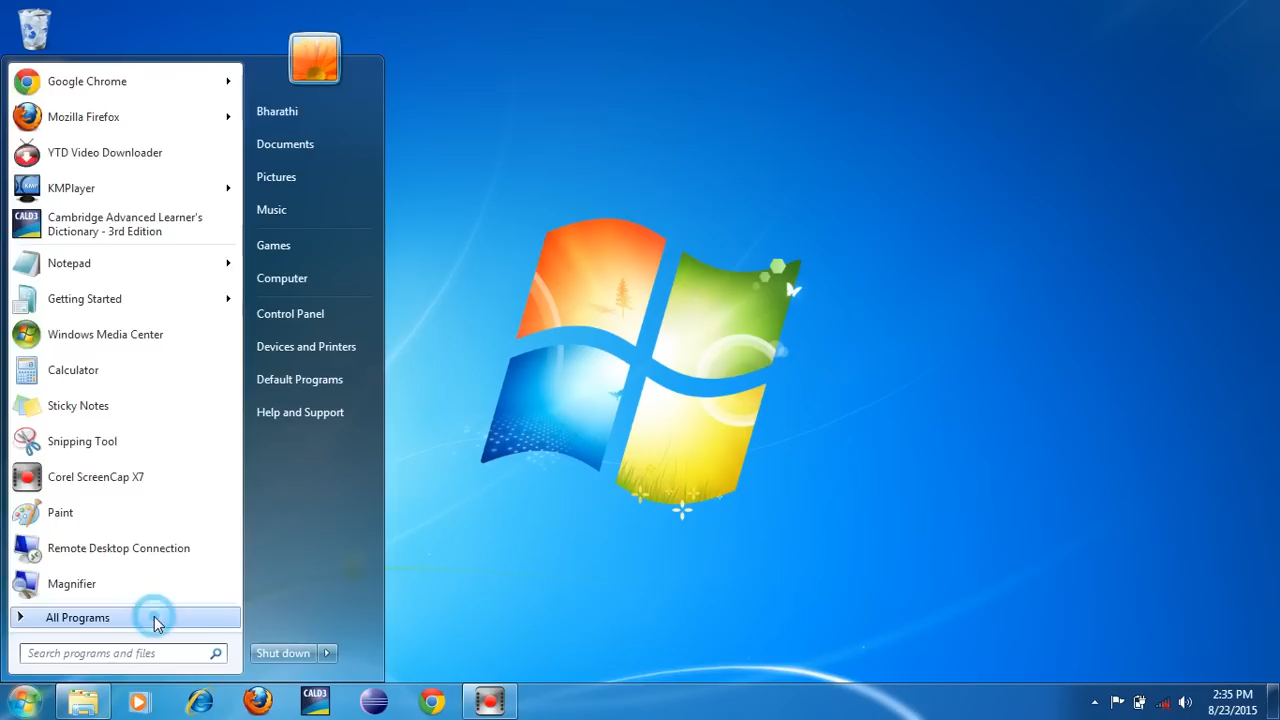 Google Chrome
Mozilla Firefox
YTD Video Downloader
KMPlayer
Cambridge Advanced Learner's
Dictionary - 3rd Edition
Notepad
Getting Started
Windows Media Center
Calculator
Sticky Notes
Snipping Tool
Corel ScreenCap X7
Paint
Remote Desktop Connection
Magnifier
All Programs
Search programs and files
Bharathi
Documents
Pictures
Music
Games
Computer
Control Panel
Devices and Printers
Default Programs
Help and Support
Shut down
KMP
CALD3
CALD3
2:35 PM
8/23/2015